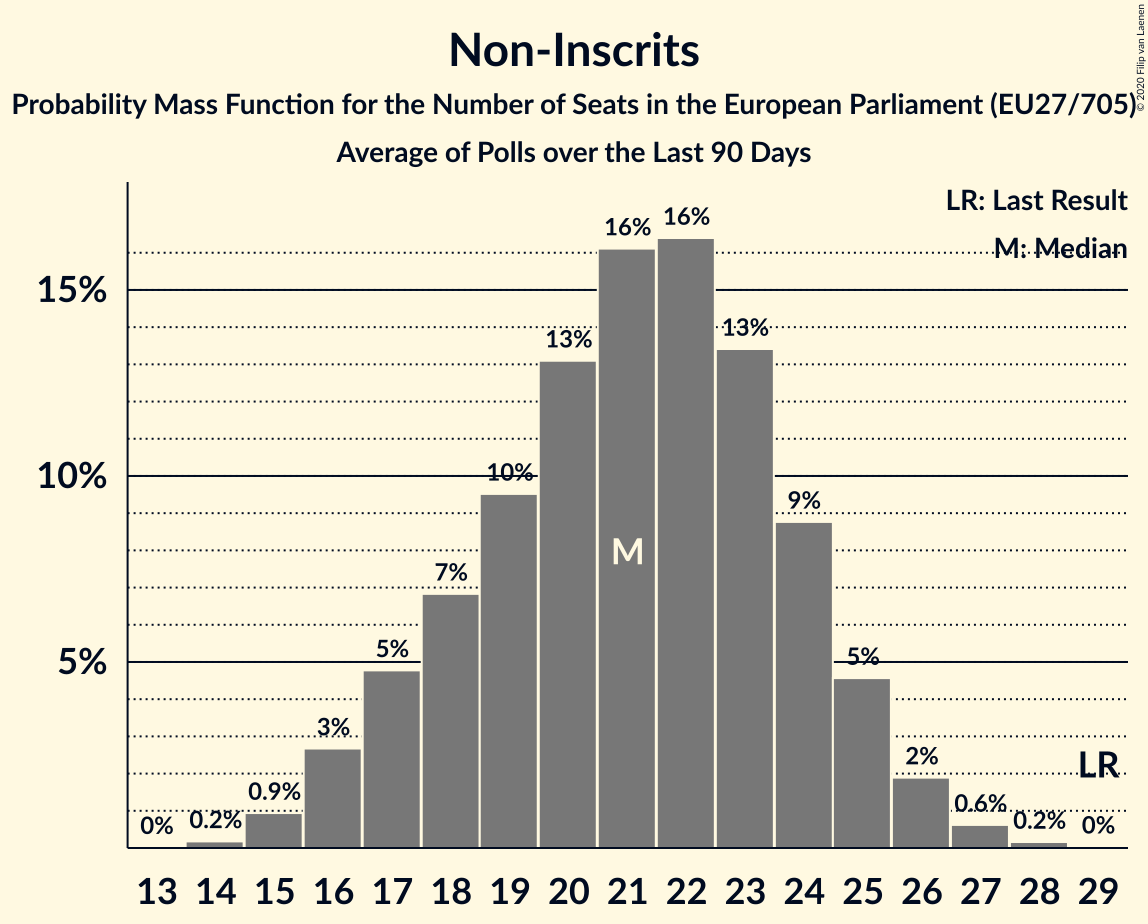 Non-Inscrits
Probability Mass Function for the Number of Seats in the European Parliament (EU27/705)
Average of Polls over the Last 90 Days
© 2020 Filip van Laenen
LR: Last Result
M: Median
15%
10%
5%
0%
0.2%
0.9%
3%
5%
7%
10%
13%
16%
16%
13%
9%
5%
2%
0.6%
0.2%
0%
M
LR
13 14 15 16 17 18 19 20 21 22 23 24 25 26 27 28 29